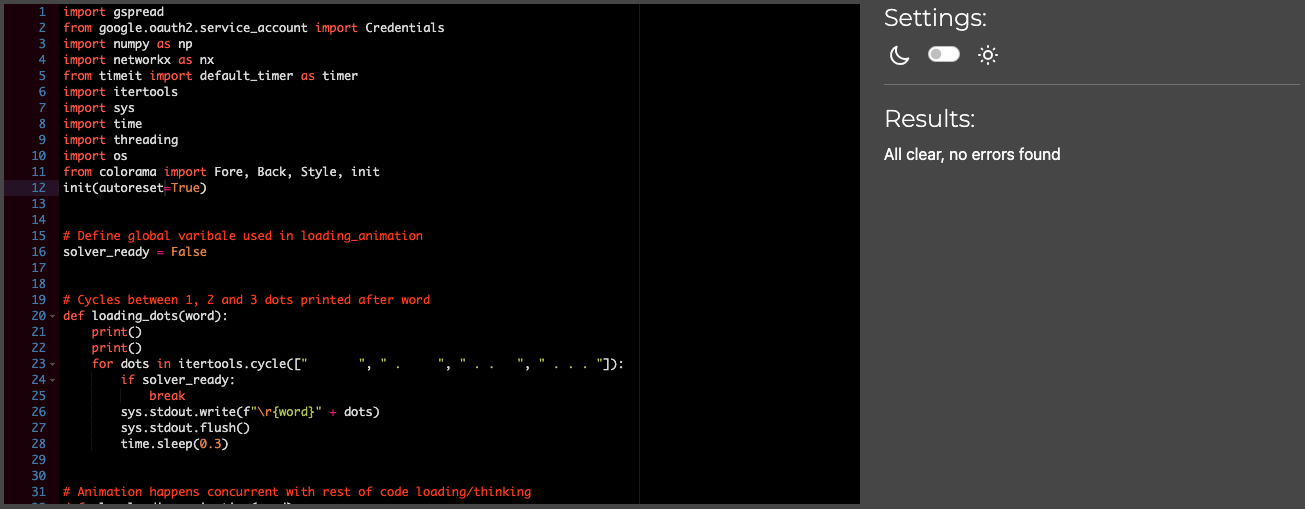 1 import gspread
2 from google.oauth2.service_account import Credentials
3 import numpy as np
4 import networkx as nx
5 from timeit import default_timer as timer
6 import itertools
7 import sys
8 import time
9 import threading
10 import os
11 from colorama import Fore, Back, Style, init
12 init(autoreset=True)
13
14
15 # Define global varibale used in loading_animation
16 solver_ready = False
17
18
19 # Cycles between 1, 2 and 3 dots printed after word
20 def loading_dots(word):
21     print()
22     print()
23     for dots in itertools.cycle(["       ", " .     ", " . .   ", " . . . "]):
24         if solver_ready:
25             break
26         sys.stdout.write(f"\r{word}" + dots)
27         sys.stdout.flush()
28         time.sleep(0.3)
29
30
31 # Animation happens concurrent with rest of code loading/thinking
Settings:
Results:
All clear, no errors found